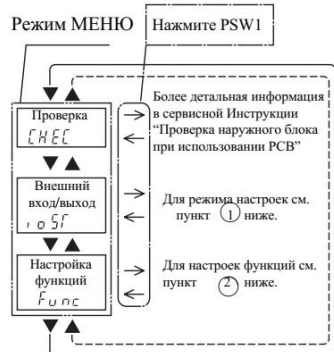 Режим МЕНЮ
Нажмите PSW1
Проверка
CHEC
Более детальная информация
в сервисной Инструкции
“Проверка наружного блока
при использовании PCB”
Внешний
вход/выход
ioSГ
Для режима настроек см.
пункт 1 ниже.
Настройка
функций
Func
Для настроек функций см.
пункт 2 ниже.